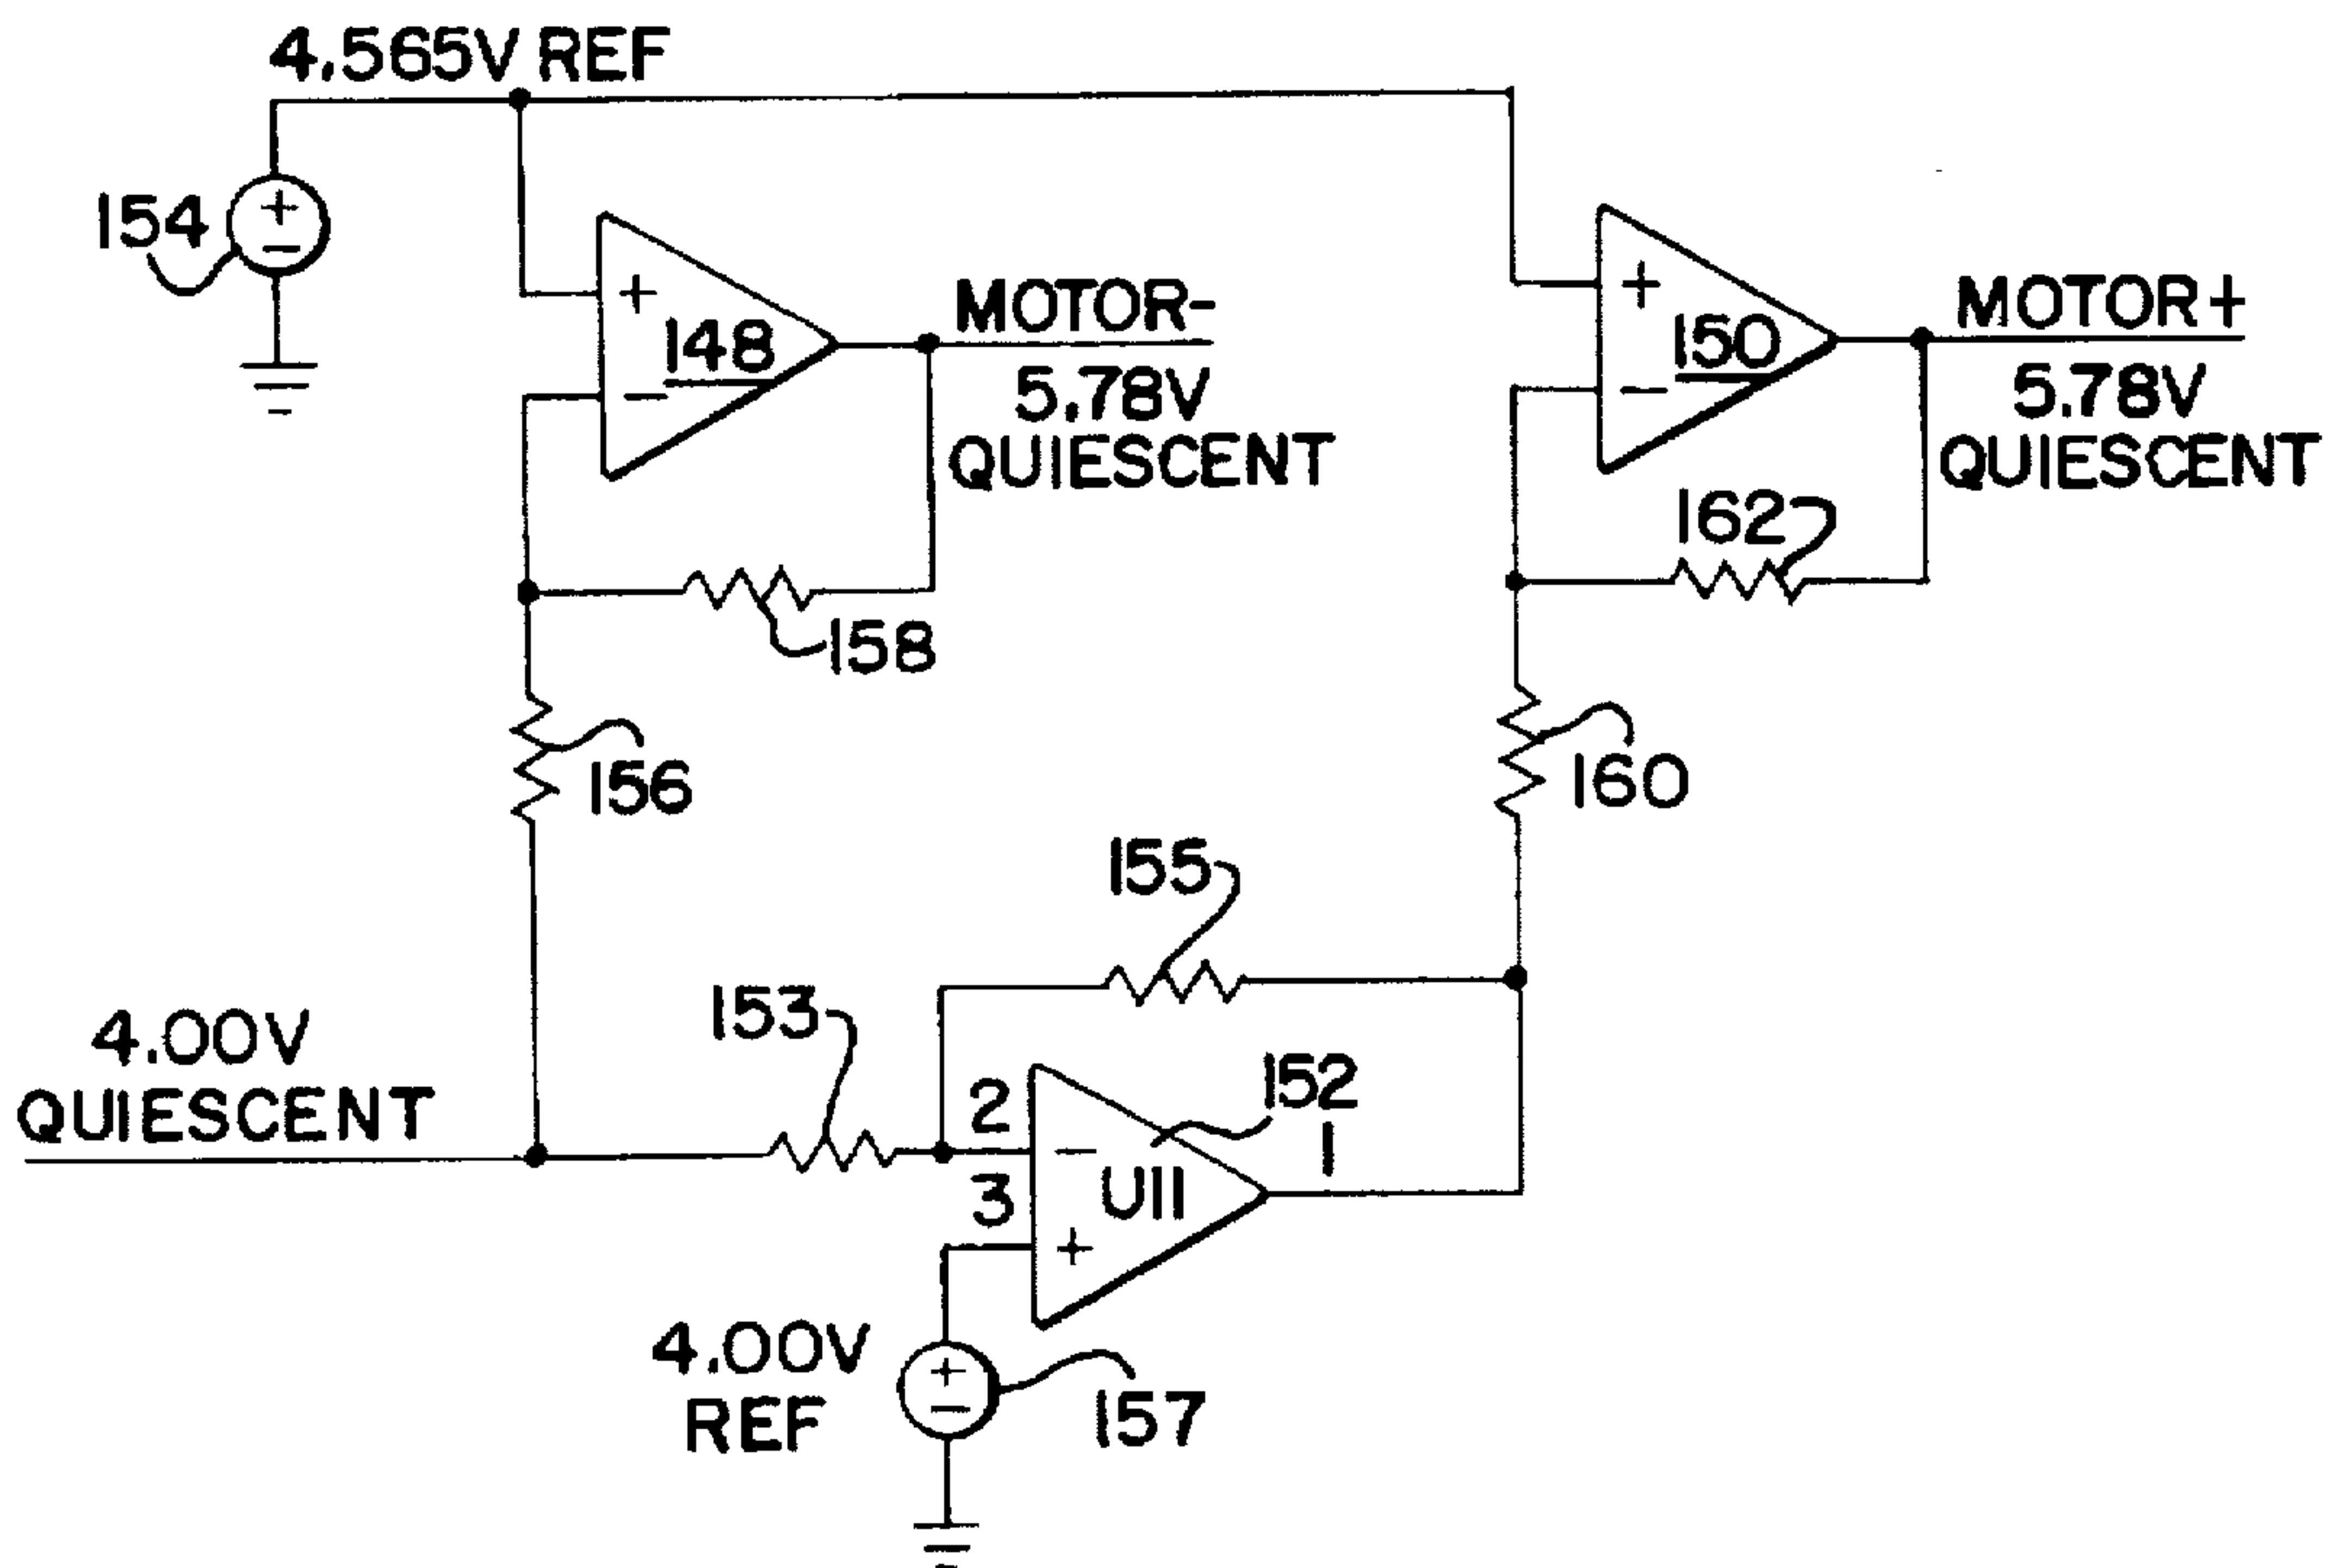 4.565V REF
154
+
−
+
148
−
MOTOR-
5.78V
QUIESCENT
+
150
−
MOTOR+
5.78V
QUIESCENT
162
158
156
160
155
153
4.00V
QUIESCENT
2
3
−
U11
+
152
1
4.00V
REF
+
−
157